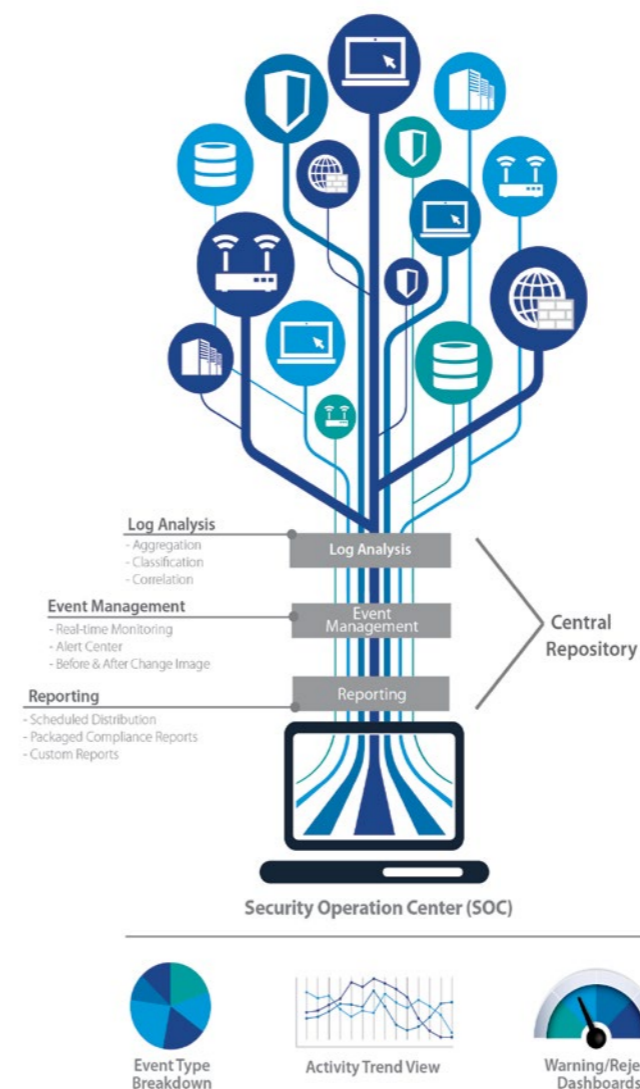 Log Analysis
- Aggregation
- Classification
- Correlation
Log Analysis
Event Management
- Real-time Monitoring
- Alert Center
- Before & After Change Image
Event
Management
Central
Repository
Reporting
- Scheduled Distribution
- Packaged Compliance Reports
- Custom Reports
Reporting
Security Operation Center (SOC)
Event Type
Breakdown
Activity Trend View
Warning/Reje
Dashboards